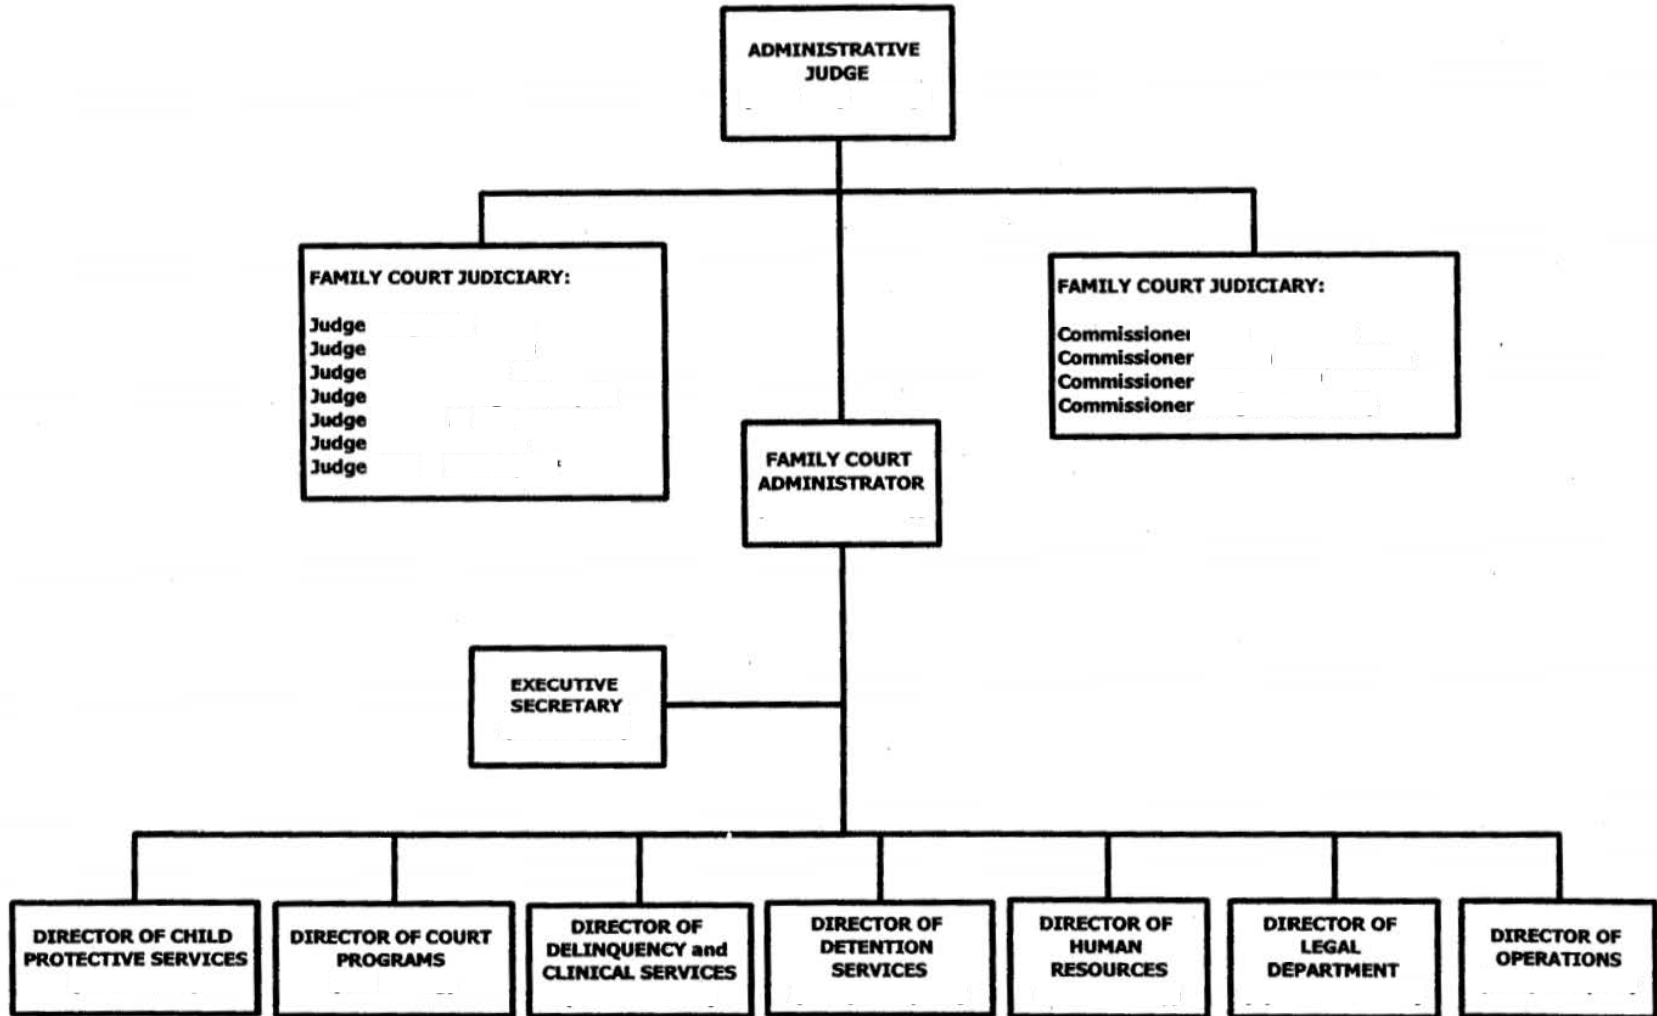 ADMINISTRATIVE
JUDGE
FAMILY COURT JUDICIARY:
Judge
Judge
Judge
Judge
Judge
Judge
Judge
FAMILY COURT JUDICIARY:
Commissioner
Commissioner
Commissioner
Commissioner
FAMILY COURT
ADMINISTRATOR
EXECUTIVE
SECRETARY
DIRECTOR OF CHILD
PROTECTIVE SERVICES
DIRECTOR OF COURT
PROGRAMS
DIRECTOR OF
DELINQUENCY and
CLINICAL SERVICES
DIRECTOR OF
DETENTION
SERVICES
DIRECTOR OF
HUMAN
RESOURCES
DIRECTOR OF
LEGAL
DEPARTMENT
DIRECTOR OF
OPERATIONS